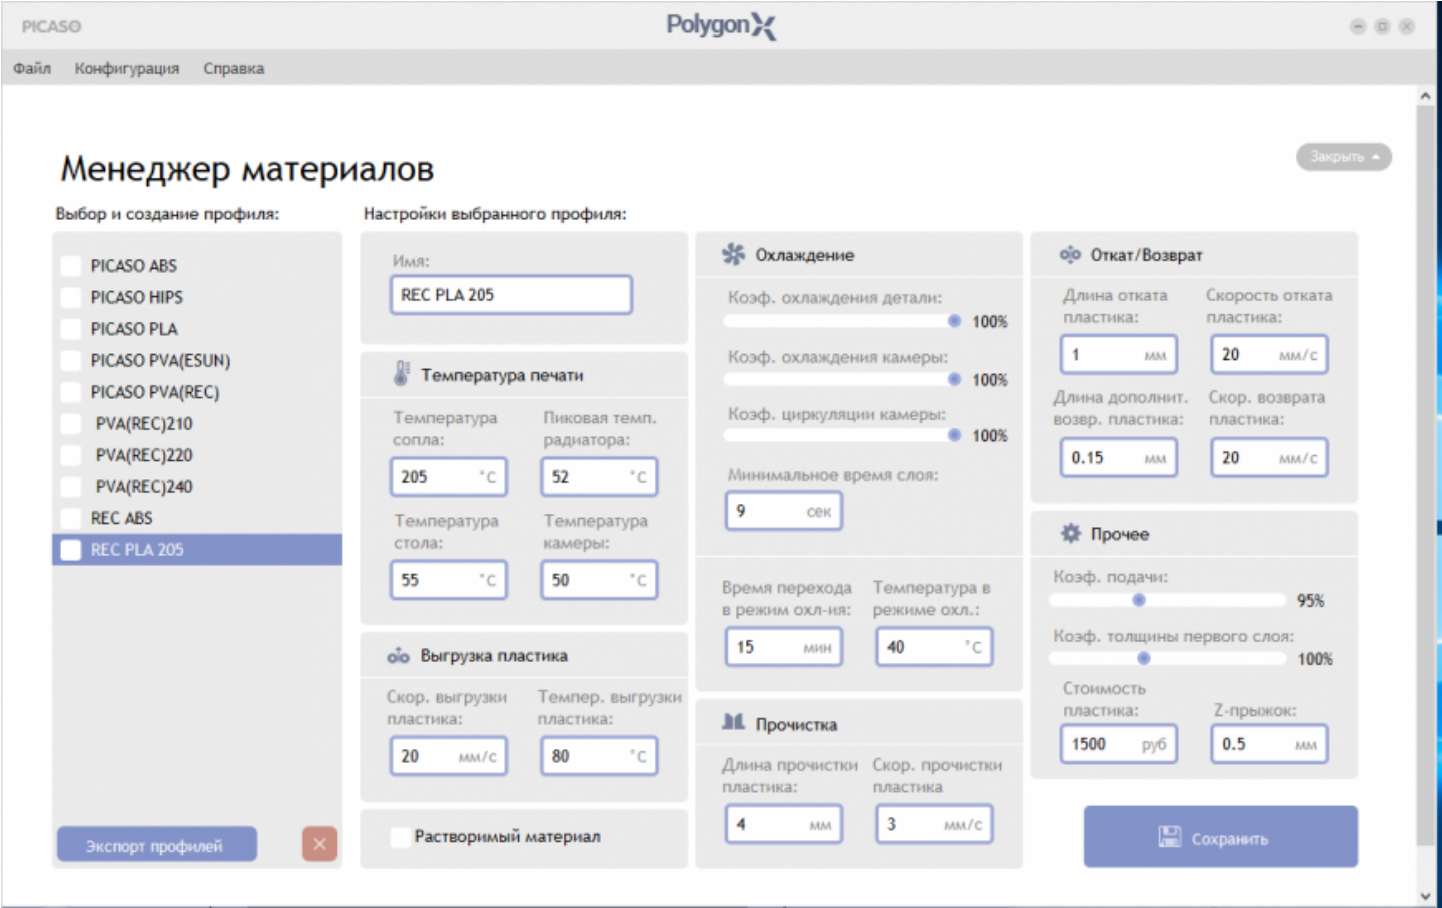 PICASO
PolygonX
Файл Конфигурация Справка
Менеджер материалов
Закрыть
Выбор и создание профиля:
PICASO ABS
PICASO HIPS
PICASO PLA
PICASO PVA(ESUN)
PICASO PVA(REC)
PVA(REC)210
PVA(REC)220
PVA(REC)240
REC ABS
REC PLA 205
Экспорт профилей
Настройки выбранного профиля:
Имя:
REC PLA 205
Температура печати
Температура
сопла:
205 °C
Пиковая темп.
радиатора:
52 °C
Температура
стола:
55 °C
Температура
камеры:
50 °C
Выгрузка пластика
Скор. выгрузки
пластика:
20 мм/с
Темпер. выгрузки
пластика:
80 °C
Растворимый материал
Охлаждение
Коэф. охлаждения детали:
100%
Коэф. охлаждения камеры:
100%
Коэф. циркуляции камеры:
100%
Минимальное время слоя:
9 сек
Время перехода
в режим охл-ия:
15 мин
Температура в
режиме охл.:
40 °C
Прочистка
Длина прочистки
пластика:
4 мм
Скор. прочистки
пластика
3 мм/с
Откат/Возврат
Длина отката
пластика:
1 мм
Скорость отката
пластика:
20 мм/с
Длина дополнит.
возвр. пластика:
0.15 мм
Скор. возврата
пластика:
20 мм/с
Прочее
Коэф. подачи:
95%
Коэф. толщины первого слоя:
100%
Стоимость
пластика:
1500 руб
Z-прыжок:
0.5 мм
Сохранить